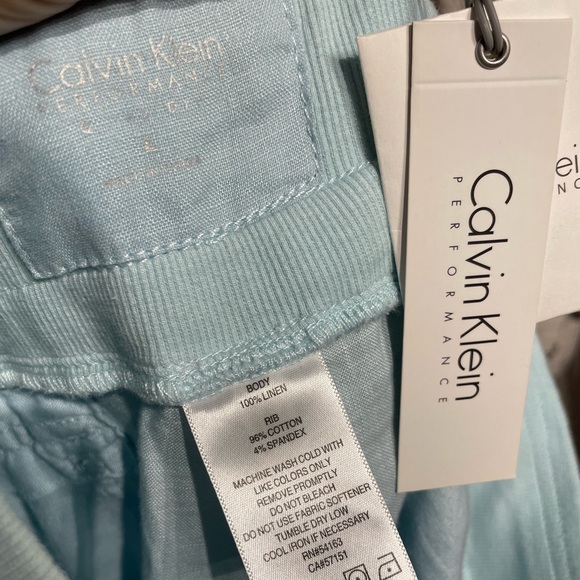 Calvin Klein
PERFORMANCE
Calvin Klein
PERFORMANCE
BODY
100% LINEN
RIB
96% COTTON
4% SPANDEX
MACHINE WASH COLD WITH
LIKE COLORS ONLY
REMOVE PROMPTLY
DO NOT BLEACH
DO NOT USE FABRIC SOFTENER
TUMBLE DRY LOW
COOL IRON IF NECESSARY
RN#54163
CA#57151